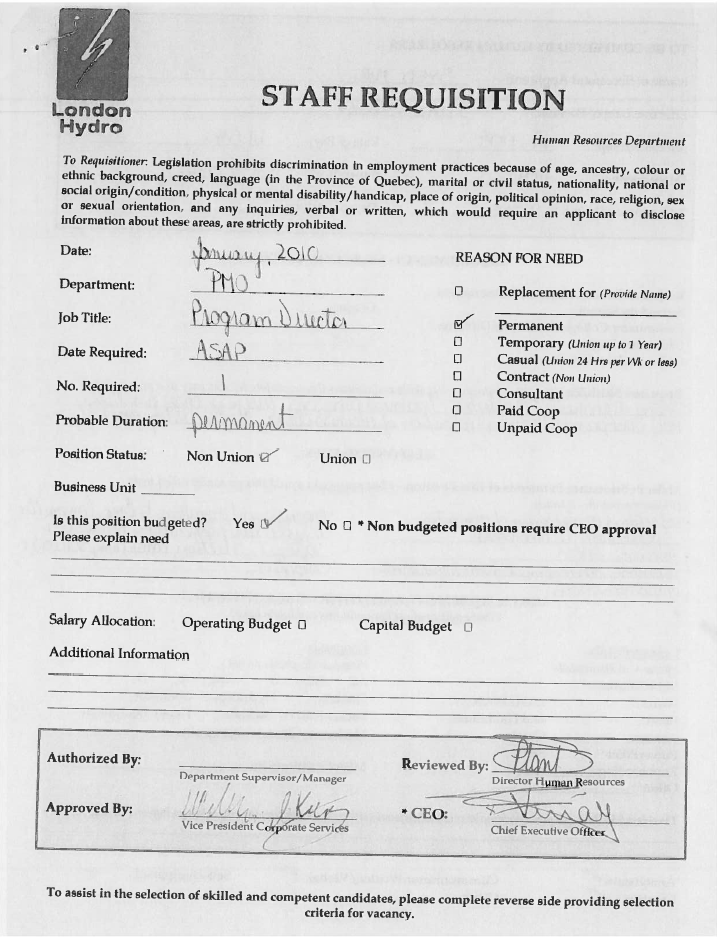 London
Hydro
STAFF REQUISITION
Human Resources Department
To Requisitioner: Legislation prohibits discrimination in employment practices because of age, ancestry, colour or
ethnic background, creed, language (in the Province of Quebec), marital or civil status, nationality, national or
social origin/condition, physical or mental disability/handicap, place of origin, political opinion, race, religion, sex
or sexual orientation, and any inquiries, verbal or written, which would require an applicant to disclose
information about these areas, are strictly prohibited.
Date: January, 2010
REASON FOR NEED
Department: PMO
Replacement for (Provide Name)
Job Title: Program Director
Permanent
Temporary (Union up to 1 Year)
Date Required: ASAP
Casual (Union 24 Hrs per Wk or less)
Contract (Non Union)
No. Required: 1
Consultant
Paid Coop
Probable Duration: permanent
Unpaid Coop
Position Status: Non Union Union
Business Unit
Is this position budgeted? Yes No * Non budgeted positions require CEO approval
Please explain need
Salary Allocation: Operating Budget Capital Budget
Additional Information
Authorized By:
Department Supervisor/Manager
Reviewed By:
Director Human Resources
Approved By:
Vice President Corporate Services
* CEO:
Chief Executive Officer
To assist in the selection of skilled and competent candidates, please complete reverse side providing selection
criteria for vacancy.